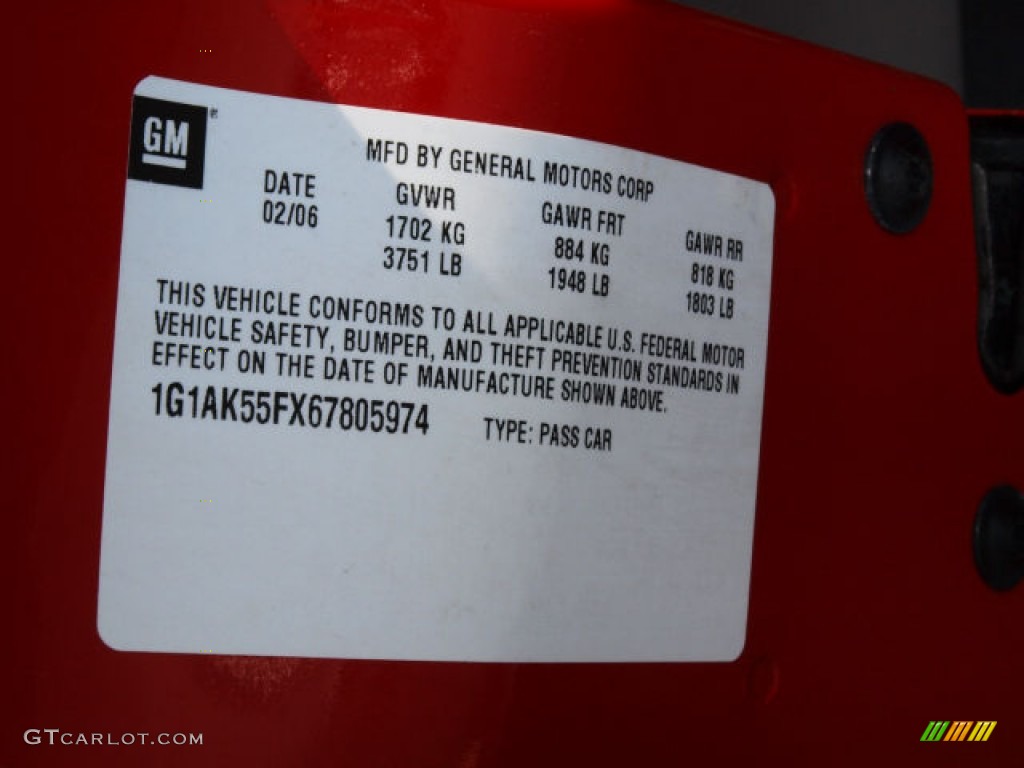 GM®
MFD BY GENERAL MOTORS CORP
DATE GVWR GAWR FRT GAWR RR
02/06 1702 KG 884 KG 818 KG
3751 LB 1948 LB 1803 LB
THIS VEHICLE CONFORMS TO ALL APPLICABLE U.S. FEDERAL MOTOR
VEHICLE SAFETY, BUMPER, AND THEFT PREVENTION STANDARDS IN
EFFECT ON THE DATE OF MANUFACTURE SHOWN ABOVE.
1G1AK55FX67805974 TYPE: PASS CAR
GTCARLOT.COM